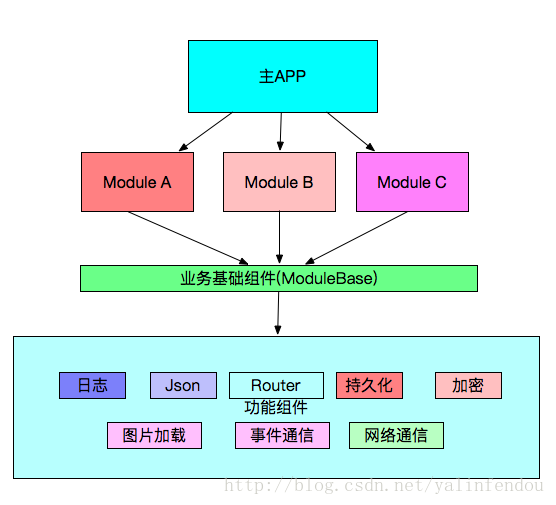 主APP
Module A
Module B
Module C
业务基础组件(ModuleBase)
日志
Json
Router
持久化
加密
功能组件
图片加载
事件通信
网络通信
http://blog.csdn.net/yalinfendou